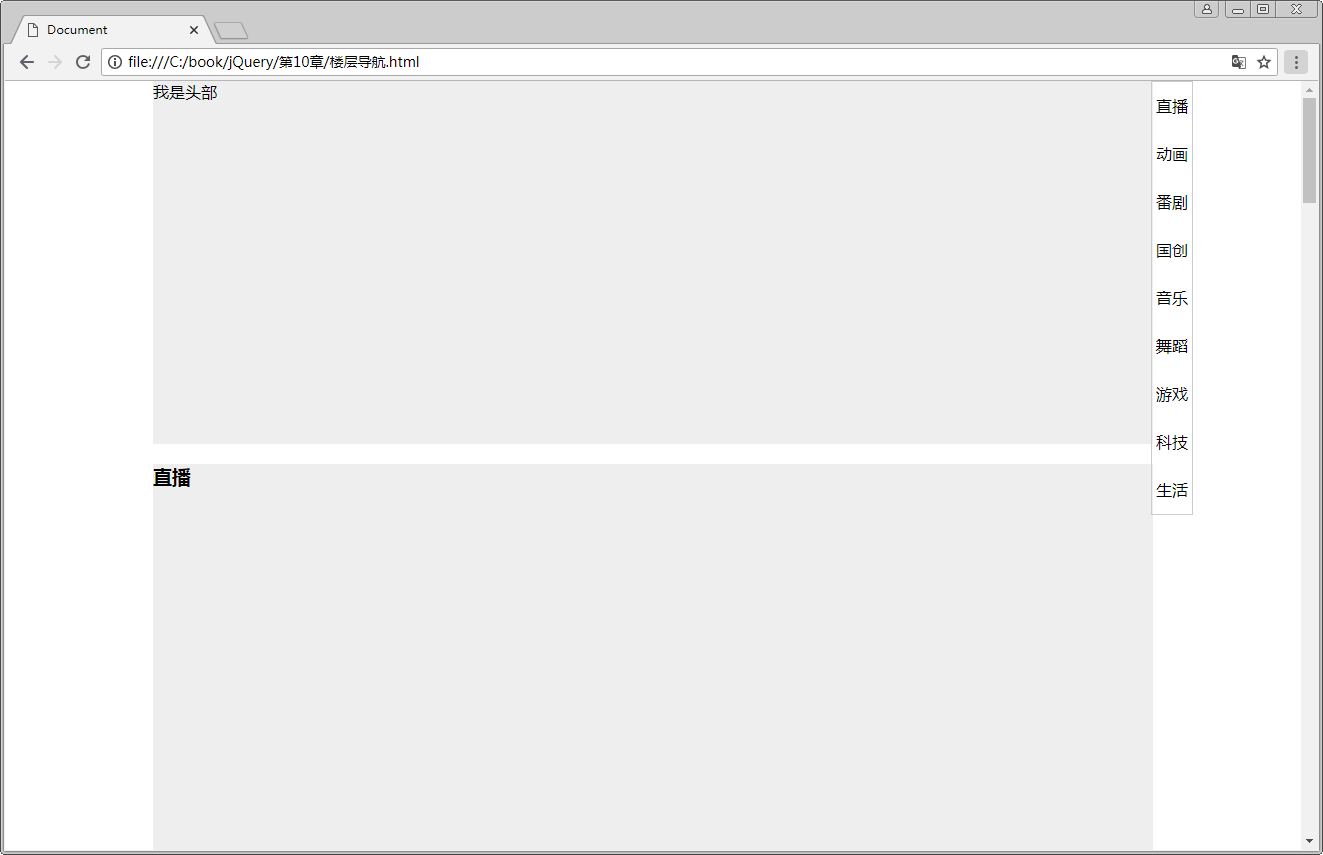 Document
file:///C:/book/jQuery/第10章/楼层导航.html
我是头部
直播
动画
番剧
国创
音乐
舞蹈
游戏
科技
生活
直播